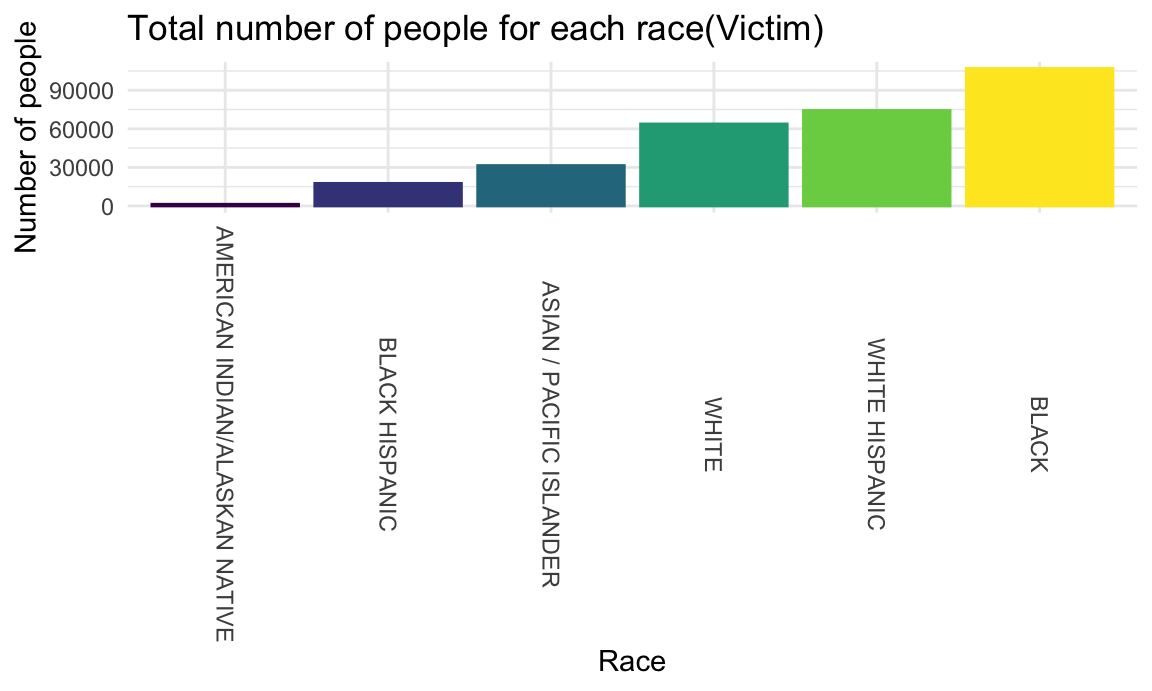 Total number of people for each race(Victim)
Number of people
90000
60000
30000
0
AMERICAN INDIAN/ALASKAN NATIVE
BLACK HISPANIC
ASIAN / PACIFIC ISLANDER
WHITE
WHITE HISPANIC
BLACK
Race